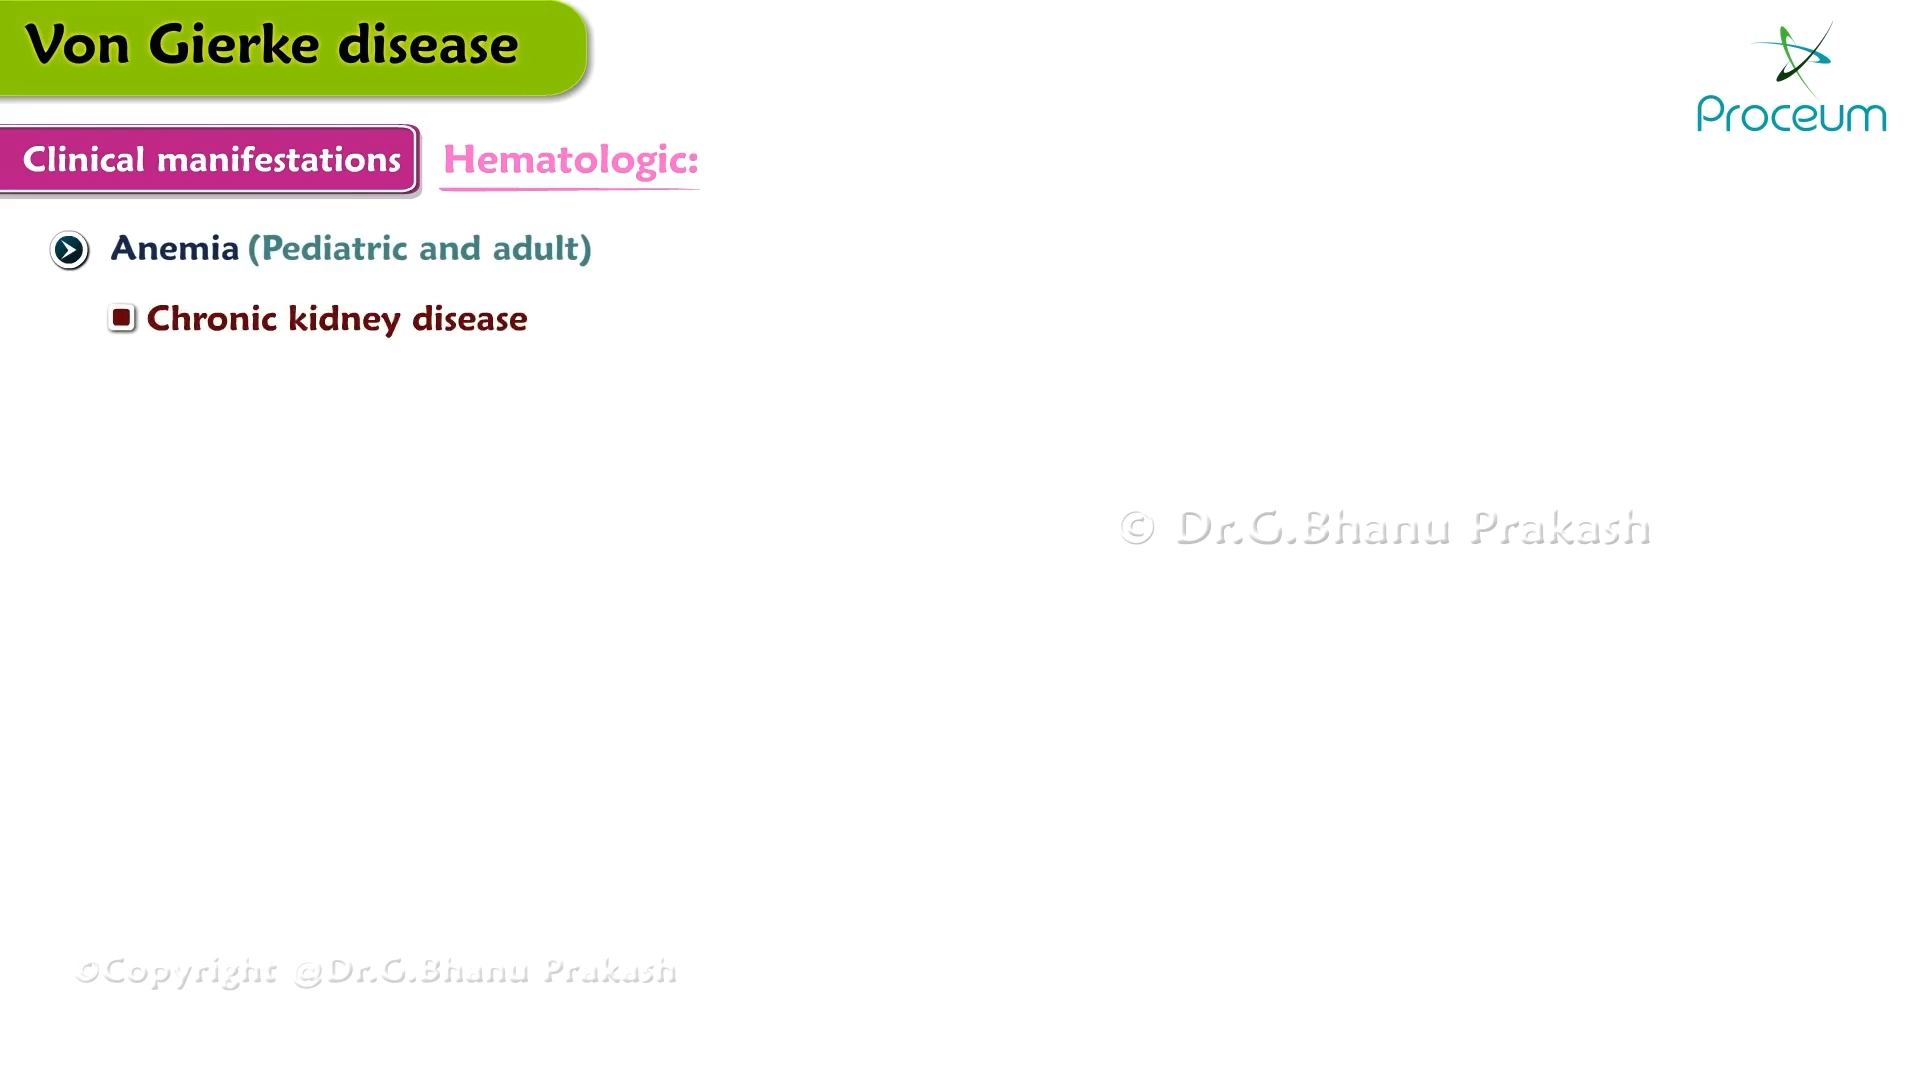 Von Gierke disease
Proceum
Clinical manifestations Hematologic:
Anemia (Pediatric and adult)
Chronic kidney disease
© Dr.G.Bhanu Prakash
©Copyright @Dr.G.Bhanu Prakash